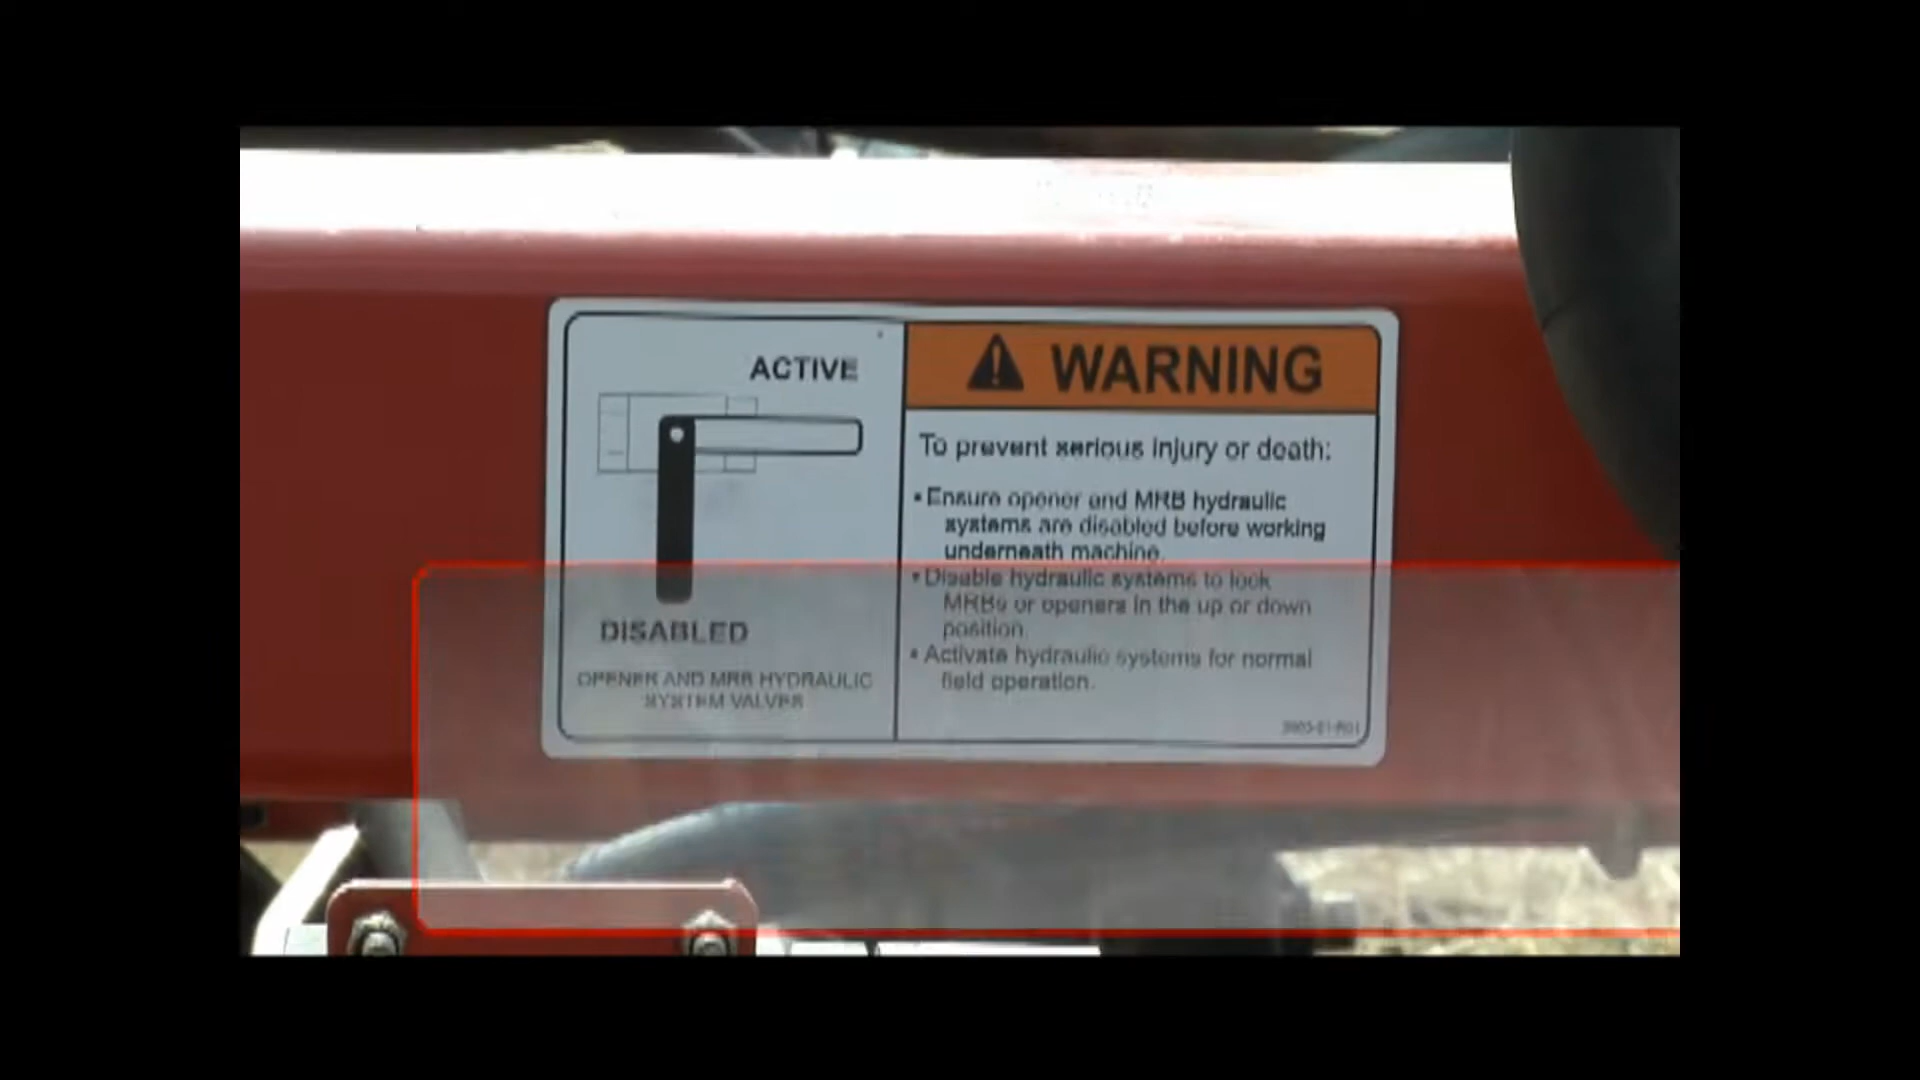 ACTIVE
DISABLED
OPENER AND MRB HYDRAULIC
SYSTEM VALVES
WARNING
To prevent serious injury or death:
• Ensure opener and MRB hydraulic
systems are disabled before working
underneath machine.
• Disable hydraulic systems to lock
MRBs or openers in the up or down
position.
• Activate hydraulic systems for normal
field operation.